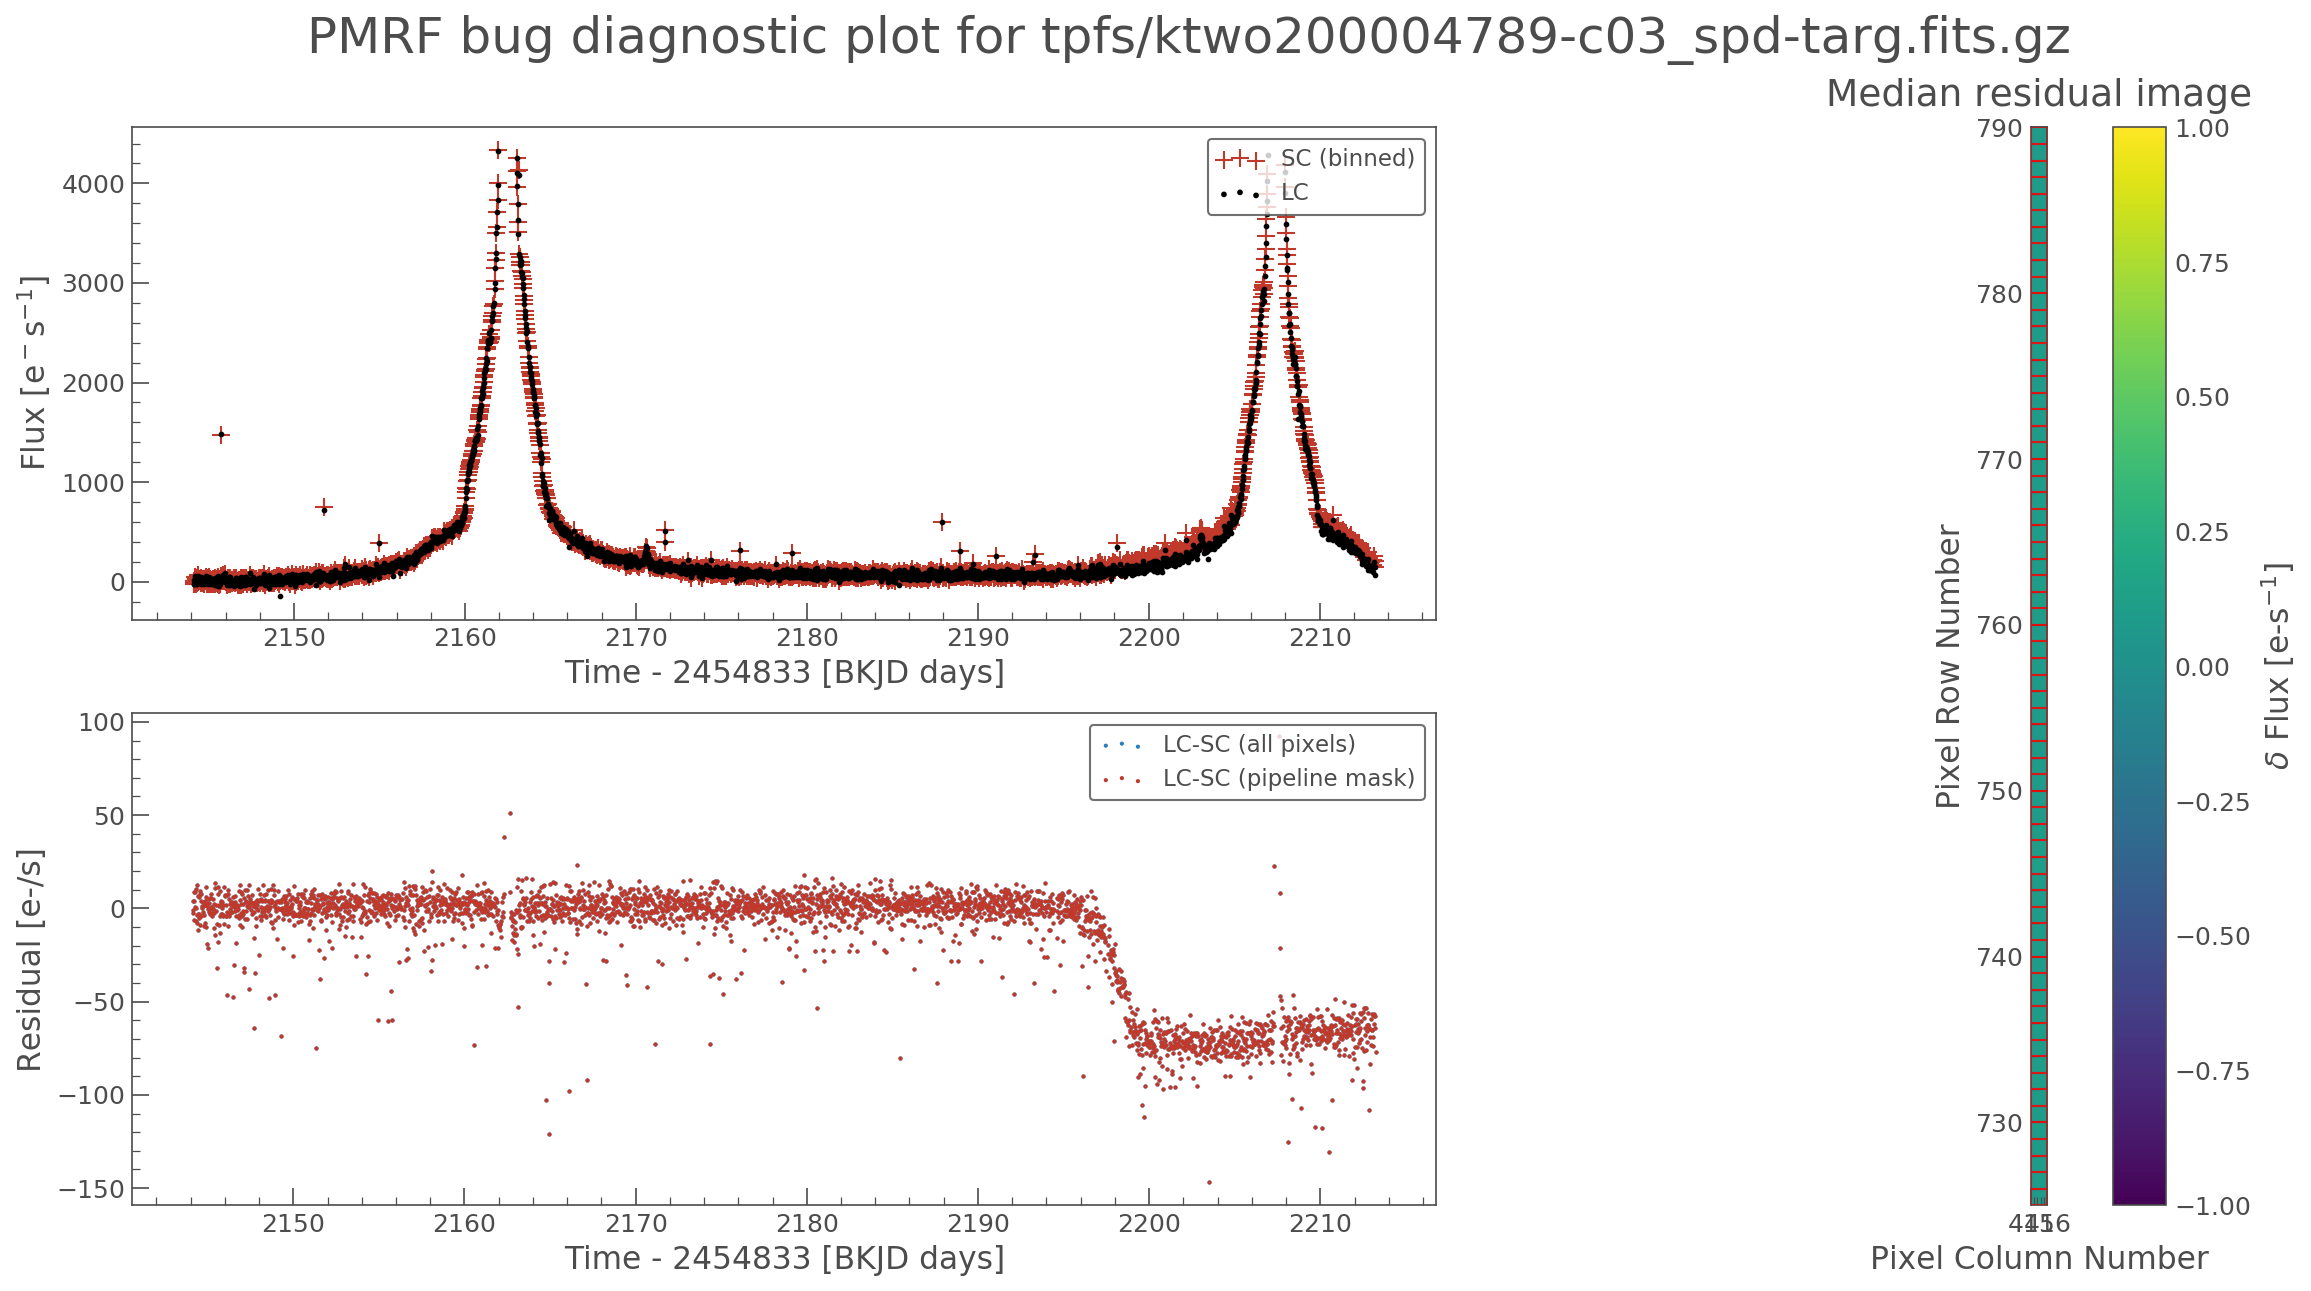 PMRF bug diagnostic plot for tpfs/ktwo200004789-c03_spd-targ.fits.gz
Flux [e⁻ s⁻¹]
4000
3000
2000
1000
0
SC (binned)
LC
2150 2160 2170 2180 2190 2200 2210
Time - 2454833 [BKJD days]
Residual [e-/s]
100
50
0
−50
−100
−150
LC-SC (all pixels)
LC-SC (pipeline mask)
2150 2160 2170 2180 2190 2200 2210
Time - 2454833 [BKJD days]
Median residual image
Pixel Row Number
790
780
770
760
750
740
730
Pixel Column Number
1.00
0.75
0.50
0.25
0.00
−0.25
−0.50
−0.75
−1.00
δ Flux [e-s⁻¹]